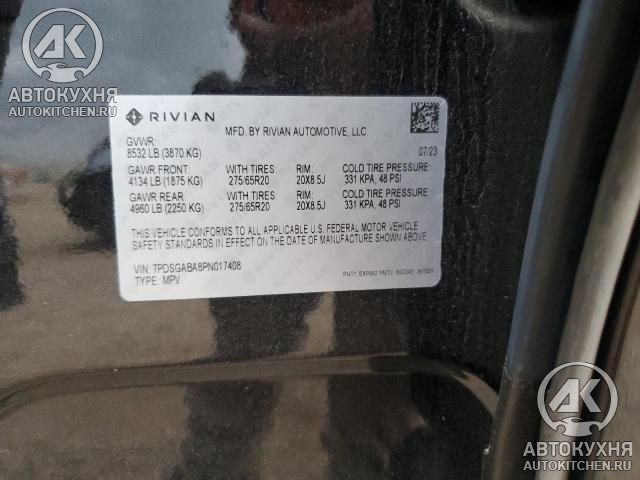 АВТОКУХНЯ
AUTOKITCHEN.RU
RIVIAN
MFD. BY RIVIAN AUTOMOTIVE, LLC.
GVWR:
8532 LB (3870 KG) 07/23
GAWR FRONT: WITH TIRES: RIM: COLD TIRE PRESSURE:
4134 LB (1875 KG) 275/65R20 20X8.5J 331 KPA, 48 PSI
GAWR REAR: WITH TIRES: RIM: COLD TIRE PRESSURE:
4960 LB (2250 KG) 275/65R20 20X8.5J 331 KPA, 48 PSI
THIS VEHICLE CONFORMS TO ALL APPLICABLE U.S. FEDERAL MOTOR VEHICLE
SAFETY STANDARDS IN EFFECT ON THE DATE OF MANUFACTURE SHOWN ABOVE.
VIN: 7PDSGABA8PN017408
TYPE: MPV
PNT1: EXP002 PNT2:
АВТОКУХНЯ
AUTOKITCHEN.RU